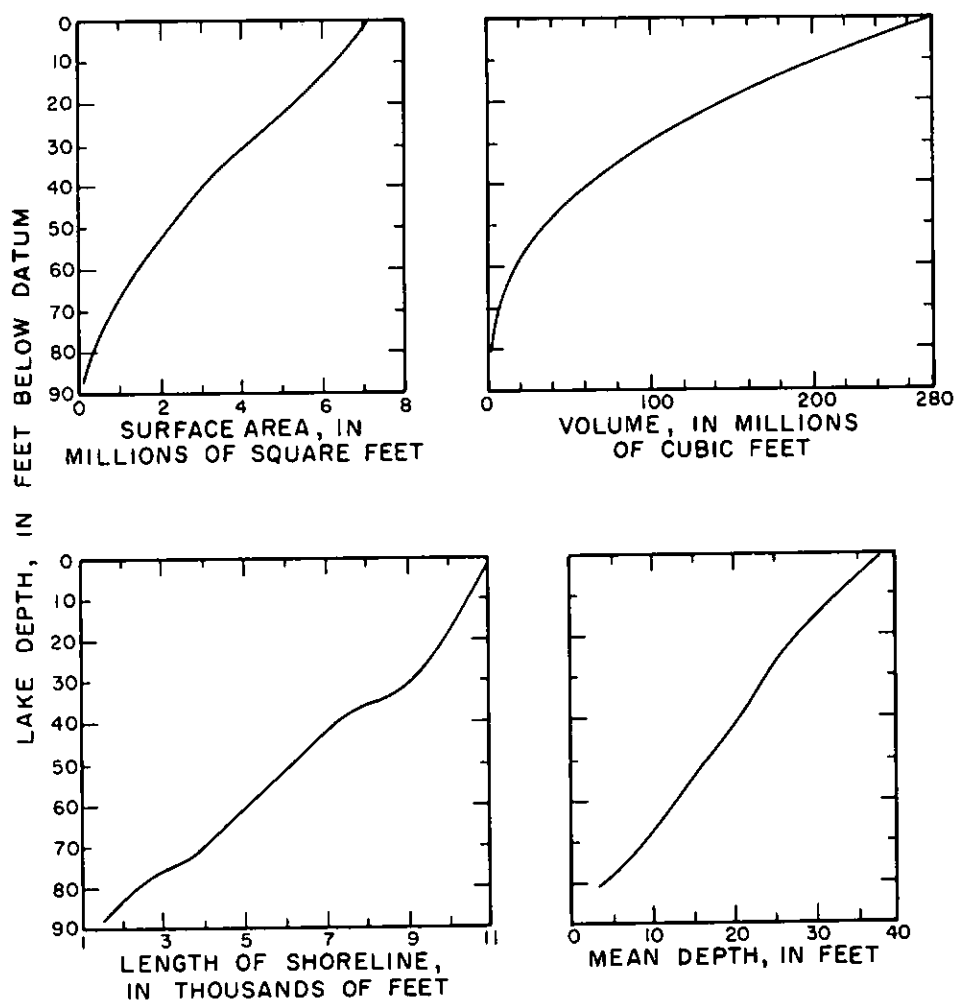 LAKE DEPTH, IN FEET BELOW DATUM
0
10
20
30
40
50
60
70
80
90
0 2 4 6 8
SURFACE AREA, IN
MILLIONS OF SQUARE FEET
0 100 200 280
VOLUME, IN MILLIONS
OF CUBIC FEET
0
10
20
30
40
50
60
70
80
90
1 3 5 7 9 11
LENGTH OF SHORELINE,
IN THOUSANDS OF FEET
0 10 20 30 40
MEAN DEPTH, IN FEET